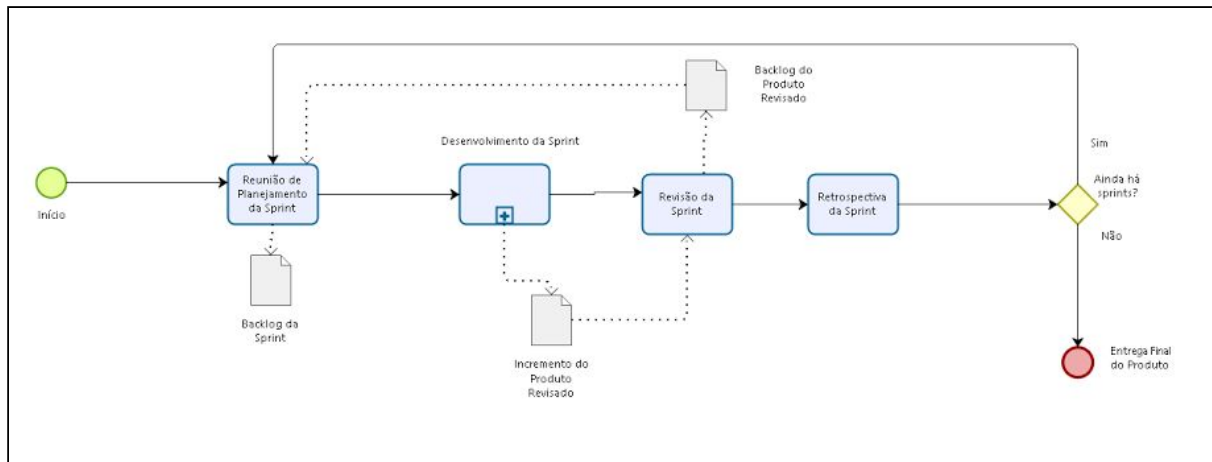 Backlog do
Produto
Revisado
Desenvolvimento da Sprint
Sim
Ainda há
sprints?
Não
Início
Reunião de
Planejamento
da Sprint
Revisão da
Sprint
Retrospectiva
da Sprint
Backlog da
Sprint
Incremento do
Produto
Revisado
Entrega Final
do Produto